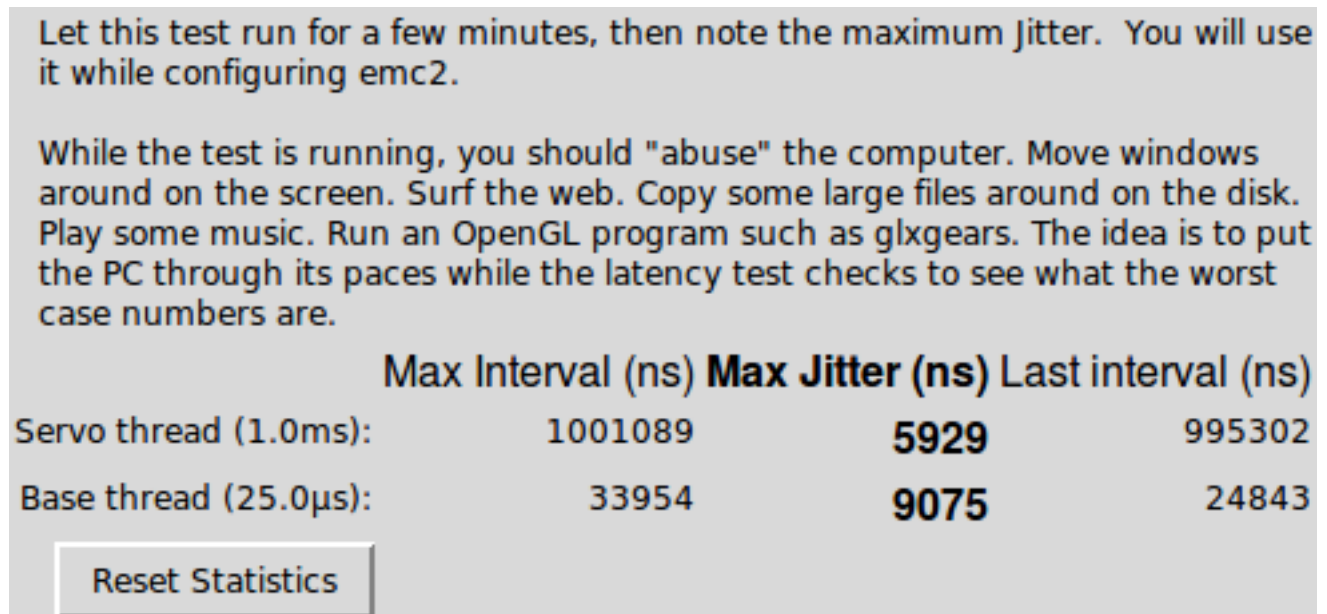 Let this test run for a few minutes, then note the maximum Jitter.  You will use
it while configuring emc2.
While the test is running, you should "abuse" the computer. Move windows
around on the screen. Surf the web. Copy some large files around on the disk.
Play some music. Run an OpenGL program such as glxgears. The idea is to put
the PC through its paces while the latency test checks to see what the worst
case numbers are.
Max Interval (ns) Max Jitter (ns) Last interval (ns)
Servo thread (1.0ms): 1001089 5929 995302
Base thread (25.0µs): 33954 9075 24843
Reset Statistics